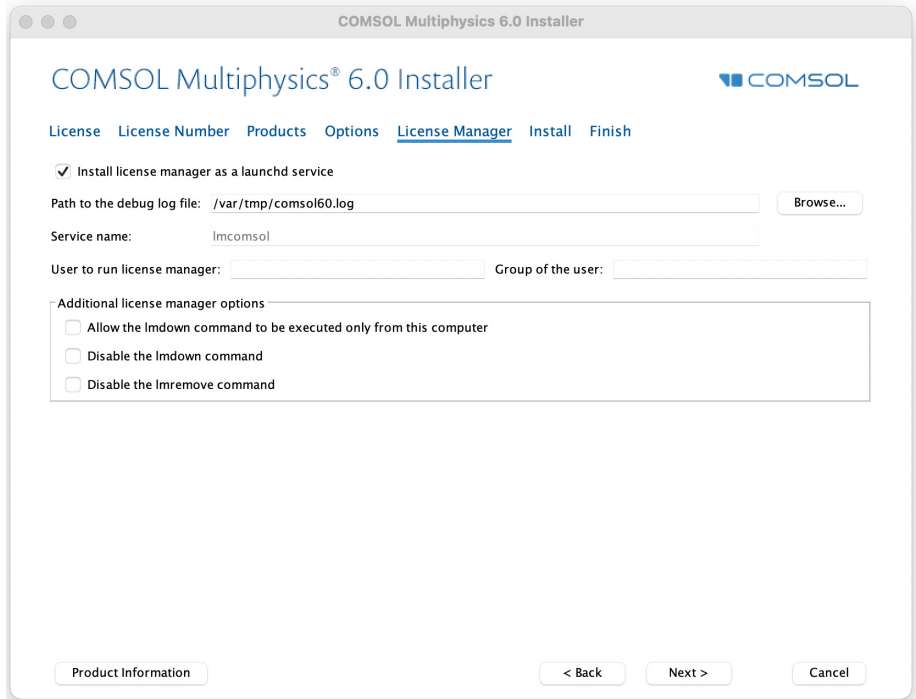 COMSOL Multiphysics 6.0 Installer
COMSOL Multiphysics® 6.0 Installer
COMSOL
License License Number Products Options License Manager Install Finish
Install license manager as a launchd service
Path to the debug log file: /var/tmp/comsol60.log Browse...
Service name: lmcomsol
User to run license manager: Group of the user:
Additional license manager options
Allow the lmdown command to be executed only from this computer
Disable the lmdown command
Disable the lmremove command
Product Information < Back Next > Cancel